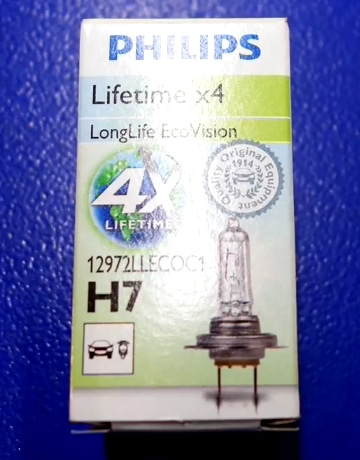 PHILIPS
Lifetime x4
LongLife EcoVision
Quality Original Equipment
1914
4X
LIFETIME
12972LLECOC1
H7